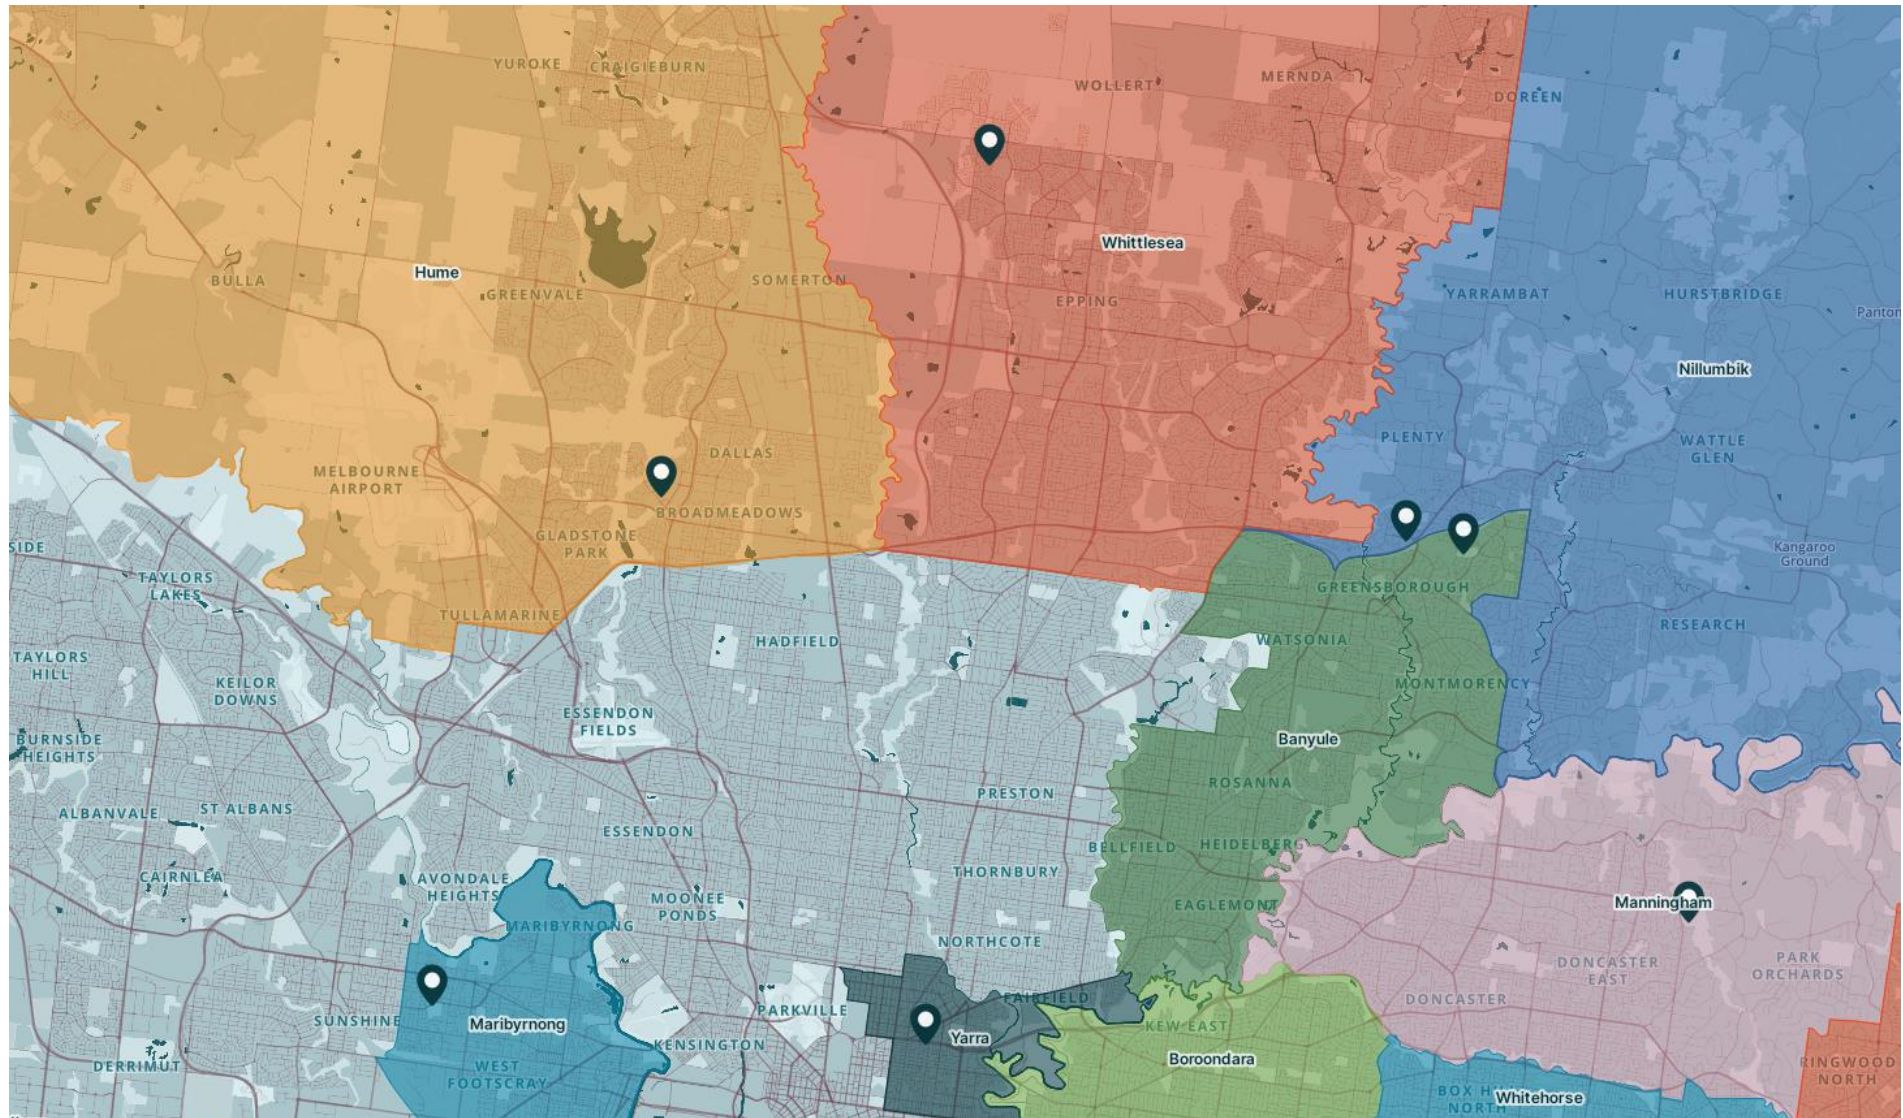 YUROKE
CRAIGIEBURN
WOLLERT
MERNDA
DOREEN
Whittlesea
Hume
BULLA
GREENVALE
SOMERTON
EPPING
YARRAMBAT
HURSTBRIDGE
Panton
Nillumbik
PLENTY
WATTLE
GLEN
DALLAS
MELBOURNE
AIRPORT
BROADMEADOWS
GLADSTONE
PARK
SIDE
Kangaroo
Ground
TAYLORS
LAKES
GREENSBOROUGH
TULLAMARINE
HADFIELD
WATSONIA
RESEARCH
TAYLORS
HILL
KEILOR
DOWNS
MONTMORENCY
ESSENDON
FIELDS
BURNSIDE
HEIGHTS
Banyule
ROSANNA
PRESTON
ALBANVALE
ST ALBANS
ESSENDON
BELLFIELD
HEIDELBERG
THORNBURY
CAIRNLEA
AVONDALE
HEIGHTS
MOONEE
PONDS
EAGLEMONT
Manningham
MARIBYRNONG
NORTHCOTE
DONCASTER
EAST
PARK
ORCHARDS
FAIRFIELD
DONCASTER
PARKVILLE
SUNSHINE
Maribyrnong
KEW EAST
Yarra
KENSINGTON
Boroondara
DERRIMUT
WEST
FOOTSCRAY
RINGWOOD
NORTH
BOX H
NORTH
Whitehorse